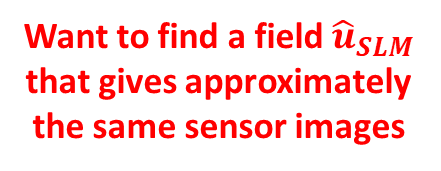 Want to find a field û_SLM
that gives approximately
the same sensor images